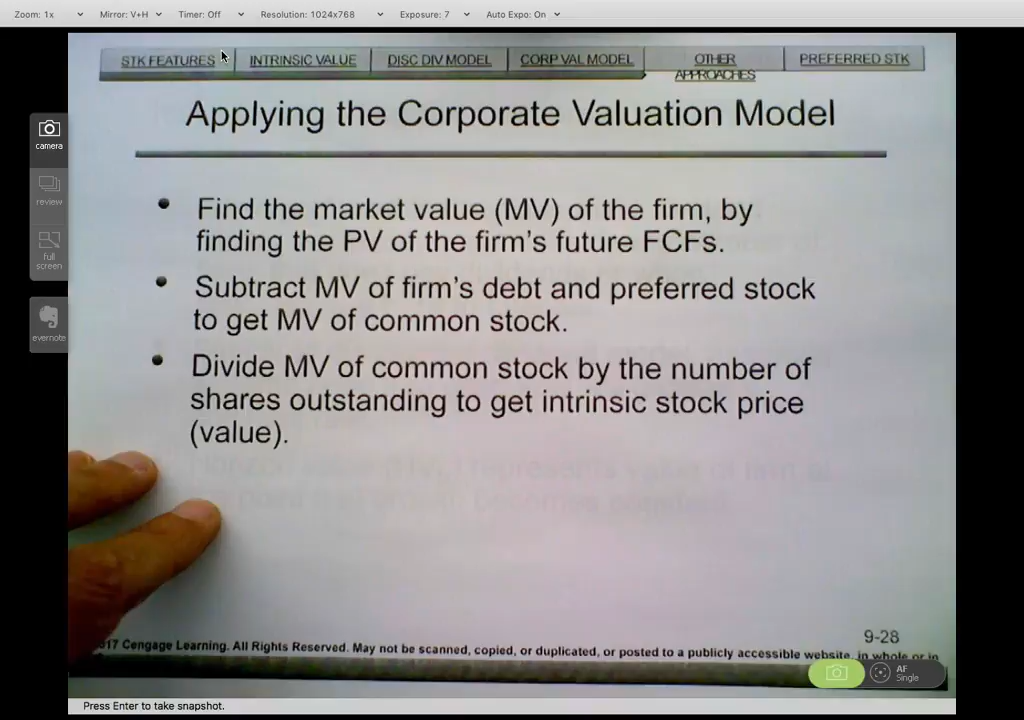 Zoom: 1x Mirror: V+H Timer: Off Resolution: 1024x768 Exposure: 7 Auto Expo: On
STK FEATURES INTRINSIC VALUE DISC DIV MODEL CORP VAL MODEL OTHER APPROACHES PREFERRED STK
Applying the Corporate Valuation Model
camera
review
full
screen
evernote
• Find the market value (MV) of the firm, by
finding the PV of the firm's future FCFs.
• Subtract MV of firm's debt and preferred stock
to get MV of common stock.
• Divide MV of common stock by the number of
shares outstanding to get intrinsic stock price
(value).
9-28
17 Cengage Learning. All Rights Reserved. May not be scanned, copied, or duplicated, or posted to a publicly accessible website, in whole or in
AF
Single
Press Enter to take snapshot.